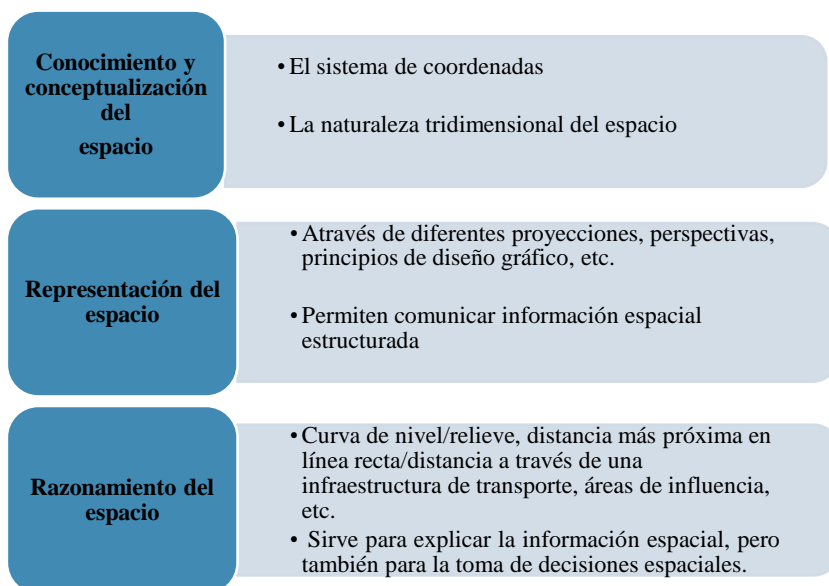 Conocimiento y
conceptualización
del
espacio
• El sistema de coordenadas
• La naturaleza tridimensional del espacio
Representación del
espacio
• Através de diferentes proyecciones, perspectivas,
principios de diseño gráfico, etc.
• Permiten comunicar información espacial
estructurada
Razonamiento del
espacio
• Curva de nivel/relieve, distancia más próxima en
línea recta/distancia a través de una
infraestructura de transporte, áreas de influencia,
etc.
• Sirve para explicar la información espacial, pero
también para la toma de decisiones espaciales.